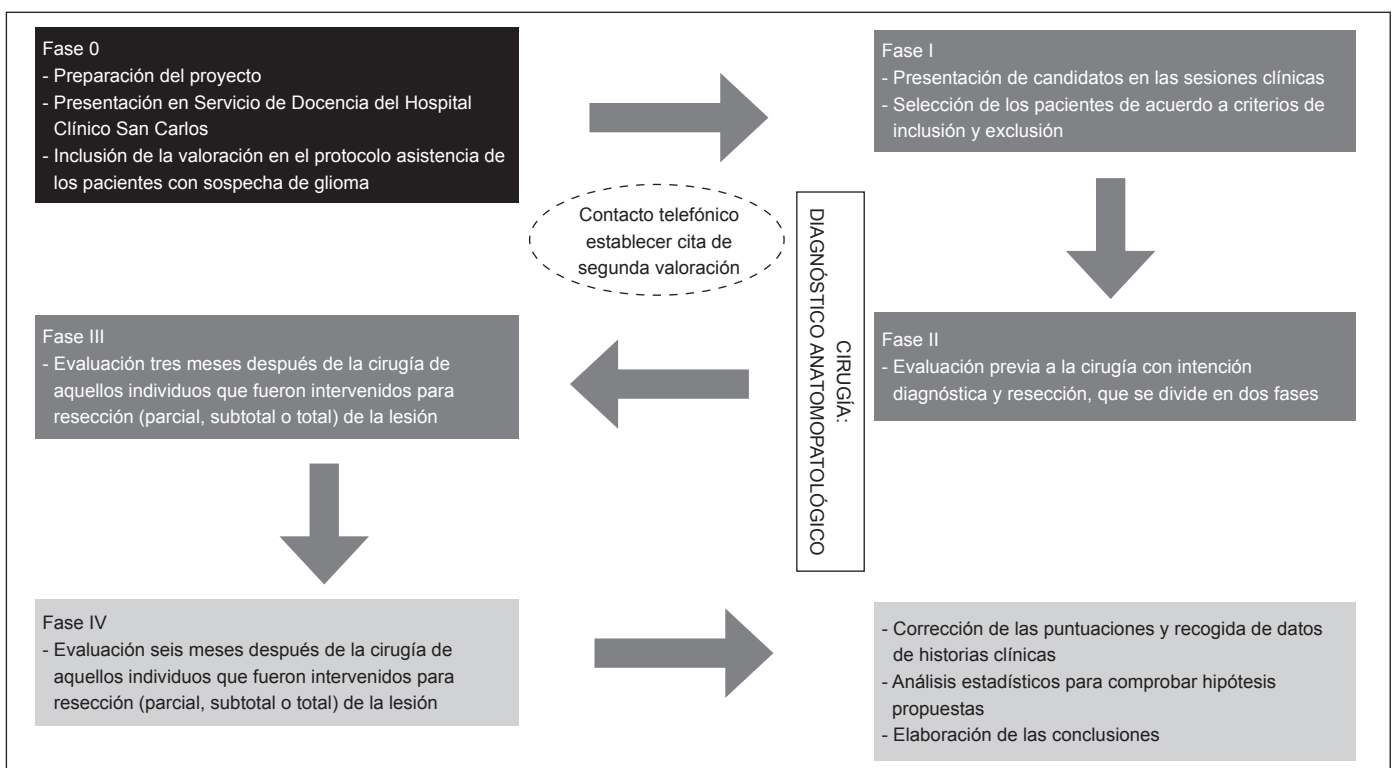 Fase 0
- Preparación del proyecto
- Presentación en Servicio de Docencia del Hospital
Clínico San Carlos
- Inclusión de la valoración en el protocolo asistencia de
los pacientes con sospecha de glioma
Fase I
- Presentación de candidatos en las sesiones clínicas
- Selección de los pacientes de acuerdo a criterios de
inclusión y exclusión
Fase II
- Evaluación previa a la cirugía con intención
diagnóstica y resección, que se divide en dos fases
CIRUGÍA:
DIAGNÓSTICO ANATOMOPATOLÓGICO
Contacto telefónico
establecer cita de
segunda valoración
Fase III
- Evaluación tres meses después de la cirugía de
aquellos individuos que fueron intervenidos para
resección (parcial, subtotal o total) de la lesión
Fase IV
- Evaluación seis meses después de la cirugía de
aquellos individuos que fueron intervenidos para
resección (parcial, subtotal o total) de la lesión
- Corrección de las puntuaciones y recogida de datos
de historias clínicas
- Análisis estadísticos para comprobar hipótesis
propuestas
- Elaboración de las conclusiones